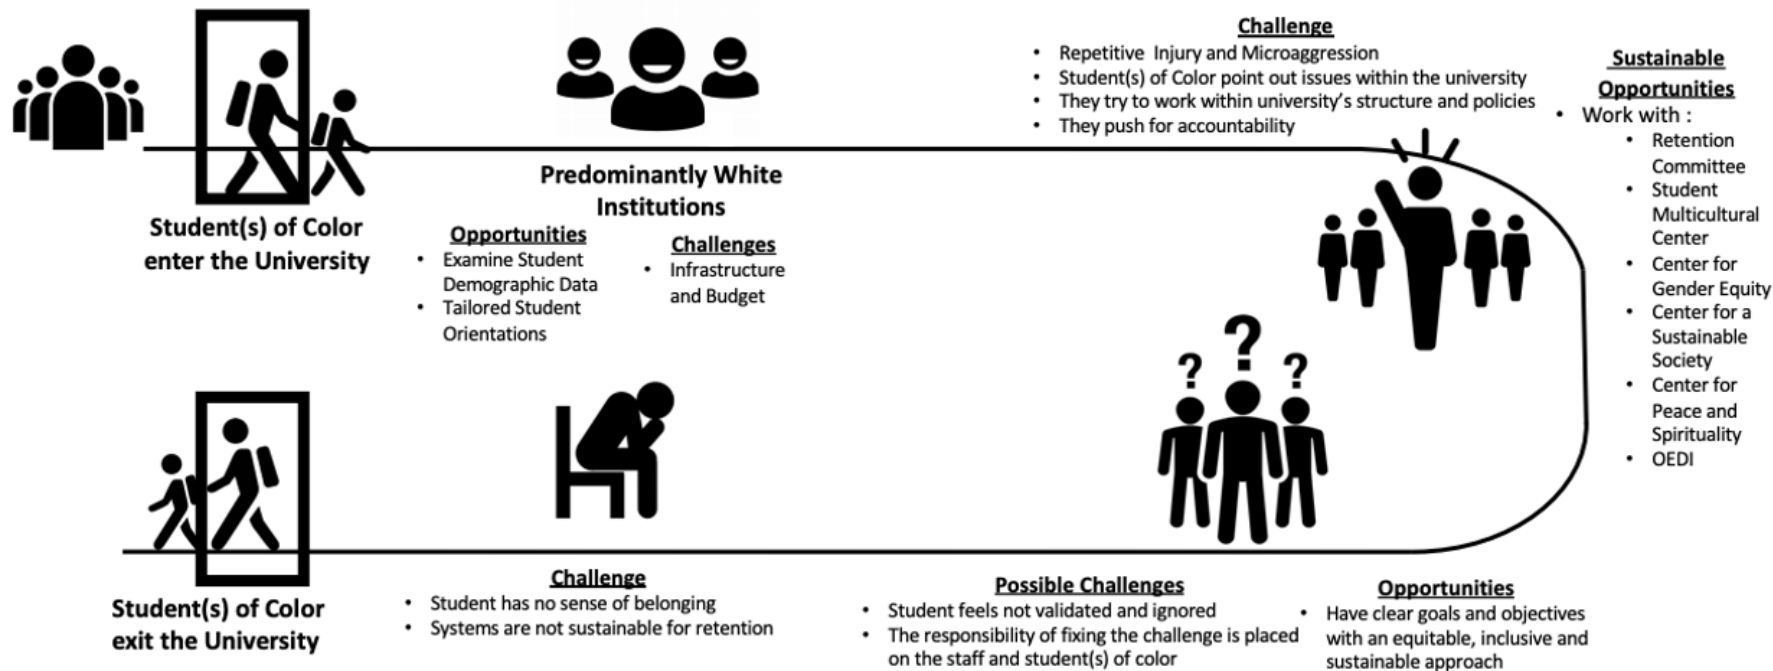 Student(s) of Color
enter the University
Predominantly White
Institutions
Opportunities
• Examine Student
Demographic Data
• Tailored Student
Orientations
Challenges
• Infrastructure
and Budget
Challenge
• Repetitive Injury and Microaggression
• Student(s) of Color point out issues within the university
• They try to work within university's structure and policies
• They push for accountability
Sustainable
Opportunities
• Work with :
• Retention
Committee
• Student
Multicultural
Center
• Center for
Gender Equity
• Center for a
Sustainable
Society
• Center for
Peace and
Spirituality
• OEDI
? ? ?
Opportunities
• Have clear goals and objectives
with an equitable, inclusive and
sustainable approach
Possible Challenges
• Student feels not validated and ignored
• The responsibility of fixing the challenge is placed
on the staff and student(s) of color
Challenge
• Student has no sense of belonging
• Systems are not sustainable for retention
Student(s) of Color
exit the University